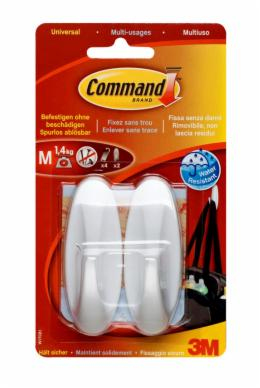 Universal - Multi-usages - Multiuso
Command
BRAND
Befestigen ohne
beschädigen
Spurlos ablösbar
Fixez sans trou
Enlever sans trace
Fissa senza danni
Rimovibile, non
lascia residui
M 1,4kg
x4 x2
Water
Resistant
Hält sicher - Maintient solidement - Fissaggio sicuro
3M